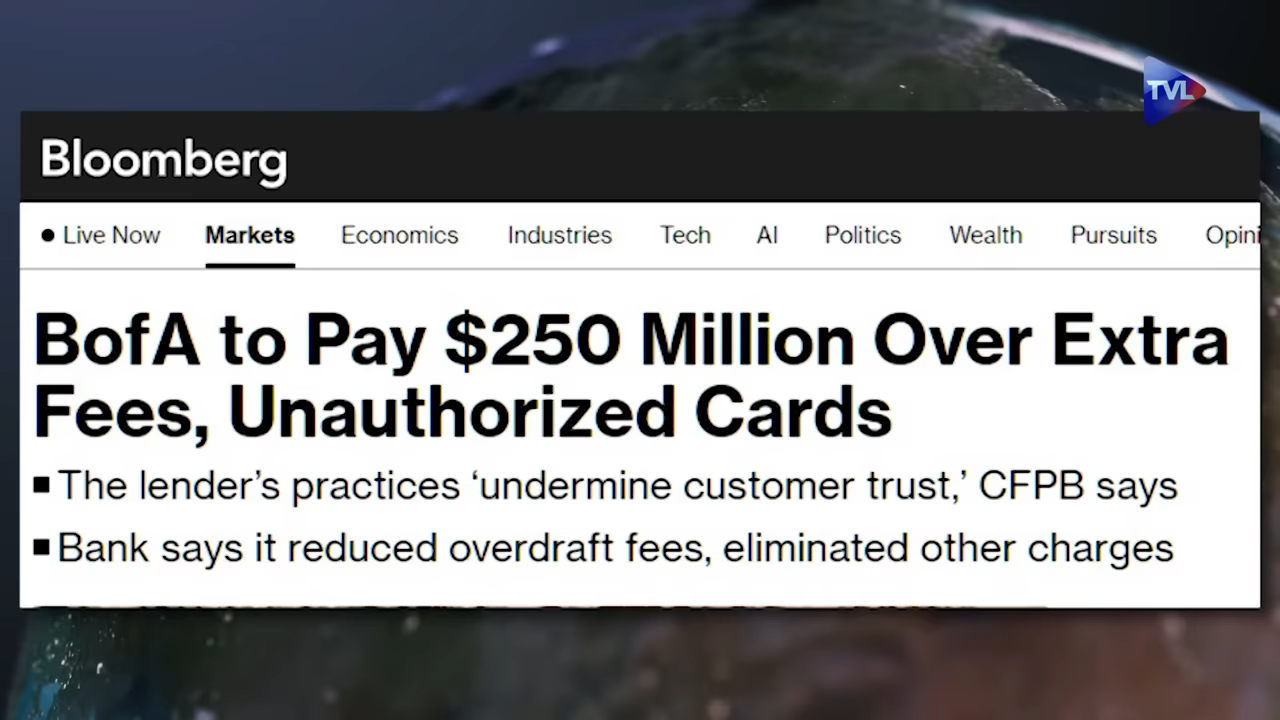 TVL
Bloomberg
Live Now Markets Economics Industries Tech AI Politics Wealth Pursuits Opini
BofA to Pay $250 Million Over Extra
Fees, Unauthorized Cards
The lender’s practices ‘undermine customer trust,’ CFPB says
Bank says it reduced overdraft fees, eliminated other charges